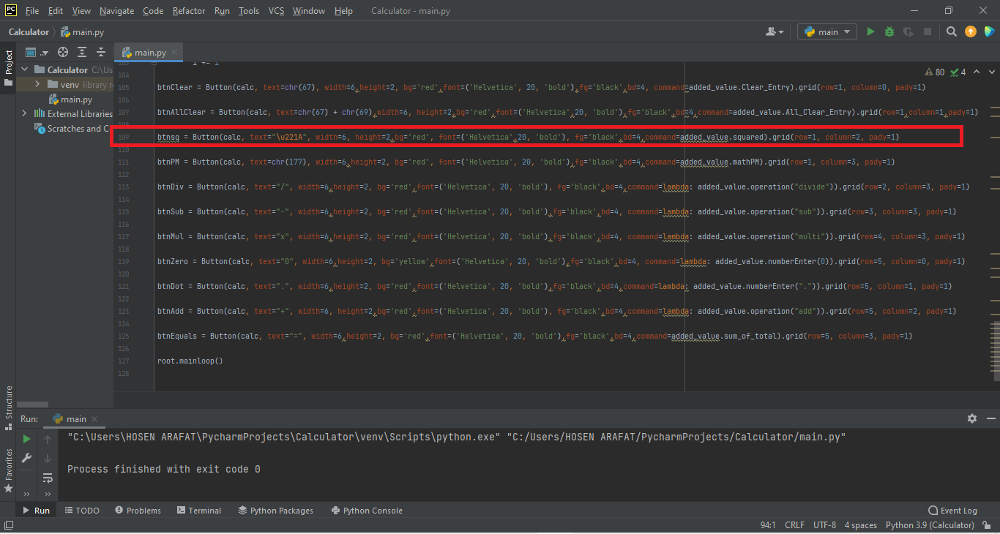 PC File Edit View Navigate Code Refactor Run Tools VCS Window Help Calculator - main.py
Calculator main.py main
Project .. main.py
Calculator C:\Us
venv library r
main.py
External Libraries
Scratches and C
80 4
103 i += 1
104
105 btnClear = Button(calc, text=chr(67), width=6,height=2, bg='red',font=('Helvetica', 20, 'bold'),fg='black',bd=4, command=added_value.Clear_Entry).grid(row=1, column=0, pady=1)
106
107 btnAllClear = Button(calc, text=chr(67) + chr(69),width=6, height=2,bg='red',font=('Helvetica',20, 'bold'),fg='black',bd=4,command=added_value.All_Clear_Entry).grid(row=1,column=1,pady=1)
109 btnsq = Button(calc, text="\u221A", width=6, height=2,bg='red', font=('Helvetica',20, 'bold'), fg='black',bd=4,command=added_value.squared).grid(row=1, column=2, pady=1)
110
111 btnPM = Button(calc, text=chr(177), width=6,height=2, bg='red', font=('Helvetica', 20, 'bold'),fg='black',bd=4,command=added_value.mathPM).grid(row=1, column=3, pady=1)
112
113 btnDiv = Button(calc, text="/", width=6,height=2, bg='red',font=('Helvetica', 20, 'bold'), fg='black',bd=4,command=lambda: added_value.operation("divide")).grid(row=2, column=3, pady=1)
114
115 btnSub = Button(calc, text="-", width=6,height=2, bg='red',font=('Helvetica', 20, 'bold'),fg='black',bd=4, command=lambda: added_value.operation("sub")).grid(row=3, column=3, pady=1)
116
117 btnMul = Button(calc, text="x", width=6,height=2, bg='red',font=('Helvetica', 20, 'bold'),fg='black',bd=4, command=lambda: added_value.operation("multi")).grid(row=4, column=3, pady=1)
118
119 btnZero = Button(calc, text="0", width=6,height=2, bg='yellow',font=('Helvetica', 20, 'bold'),fg='black',bd=4, command=lambda: added_value.numberEnter(0)).grid(row=5, column=0, pady=1)
120
121 btnDot = Button(calc, text=".", width=6,height=2, bg='red',font=('Helvetica', 20, 'bold'),fg='black',bd=4,command=lambda: added_value.numberEnter(".")).grid(row=5, column=1, pady=1)
122
123 btnAdd = Button(calc, text="+", width=6, height=2,bg='red',font=('Helvetica', 20, 'bold'), fg='black',bd=4,command=lambda: added_value.operation("add")).grid(row=5, column=2, pady=1)
124
125 btnEquals = Button(calc, text="=", width=6,height=2, bg='red',font=('Helvetica', 20, 'bold'),fg='black',bd=4,command=added_value.sum_of_total).grid(row=5, column=3, pady=1)
126
127 root.mainloop()
128
Structure
Favorites
Run: main
"C:\Users\HOSEN ARAFAT\PycharmProjects\Calculator\venv\Scripts\python.exe" "C:/Users/HOSEN ARAFAT/PycharmProjects/Calculator/main.py"
Process finished with exit code 0
Run TODO Problems Terminal Python Packages Python Console Event Log
94:1 CRLF UTF-8 4 spaces Python 3.9 (Calculator)